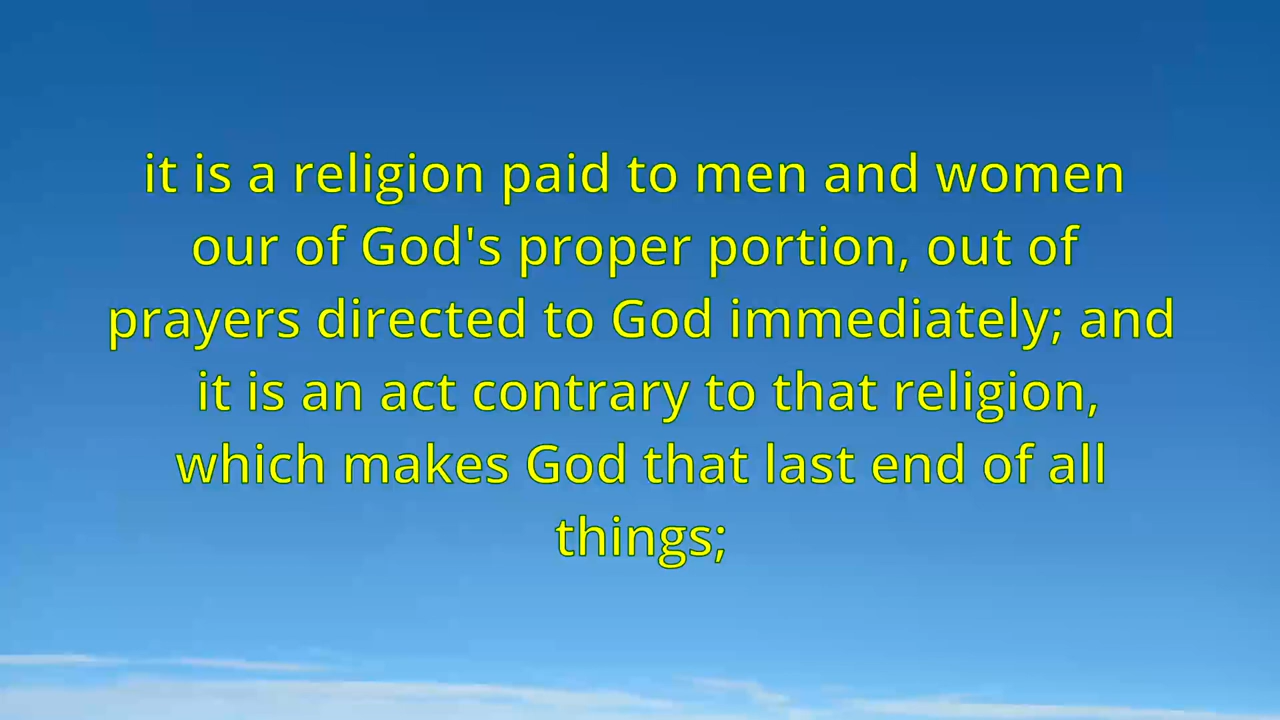 it is a religion paid to men and women
our of God's proper portion, out of
prayers directed to God immediately; and
it is an act contrary to that religion,
which makes God that last end of all
things;